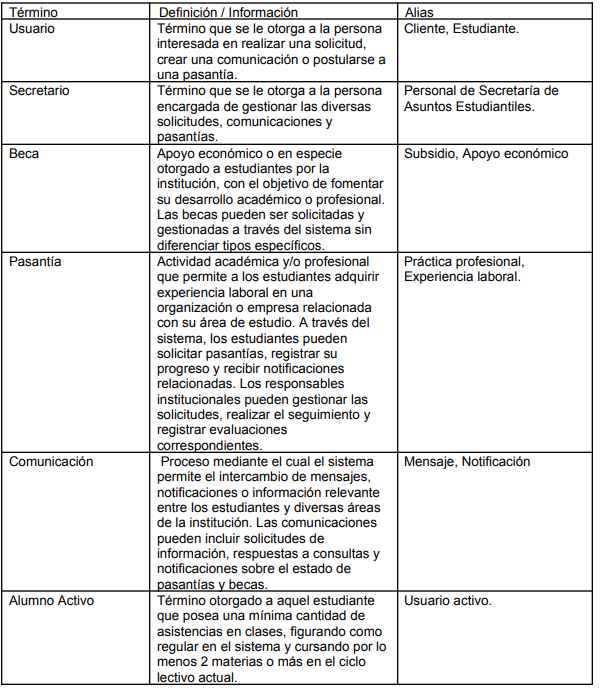 Término Definición / Información Alias
Usuario
Término que se le otorga a la persona
interesada en realizar una solicitud,
crear una comunicación o postularse a
una pasantía.
Cliente, Estudiante.
Secretario
Término que se le otorga a la persona
encargada de gestionar las diversas
solicitudes, comunicaciones y
pasantías.
Personal de Secretaría de
Asuntos Estudiantiles.
Beca
Apoyo económico o en especie
otorgado a estudiantes por la
institución, con el objetivo de fomentar
su desarrollo académico o profesional.
Las becas pueden ser solicitadas y
gestionadas a través del sistema sin
diferenciar tipos específicos.
Subsidio, Apoyo económico
Pasantía
Actividad académica y/o profesional
que permite a los estudiantes adquirir
experiencia laboral en una
organización o empresa relacionada
con su área de estudio. A través del
sistema, los estudiantes pueden
solicitar pasantías, registrar su
progreso y recibir notificaciones
relacionadas. Los responsables
institucionales pueden gestionar las
solicitudes, realizar el seguimiento y
registrar evaluaciones
correspondientes.
Práctica profesional,
Experiencia laboral.
Comunicación
Proceso mediante el cual el sistema
permite el intercambio de mensajes,
notificaciones o información relevante
entre los estudiantes y diversas áreas
de la institución. Las comunicaciones
pueden incluir solicitudes de
información, respuestas a consultas y
notificaciones sobre el estado de
pasantías y becas.
Mensaje, Notificación
Alumno Activo
Término otorgado a aquel estudiante
que posea una mínima cantidad de
asistencias en clases, figurando como
regular en el sistema y cursando por lo
menos 2 materias o más en el ciclo
lectivo actual.
Usuario activo.